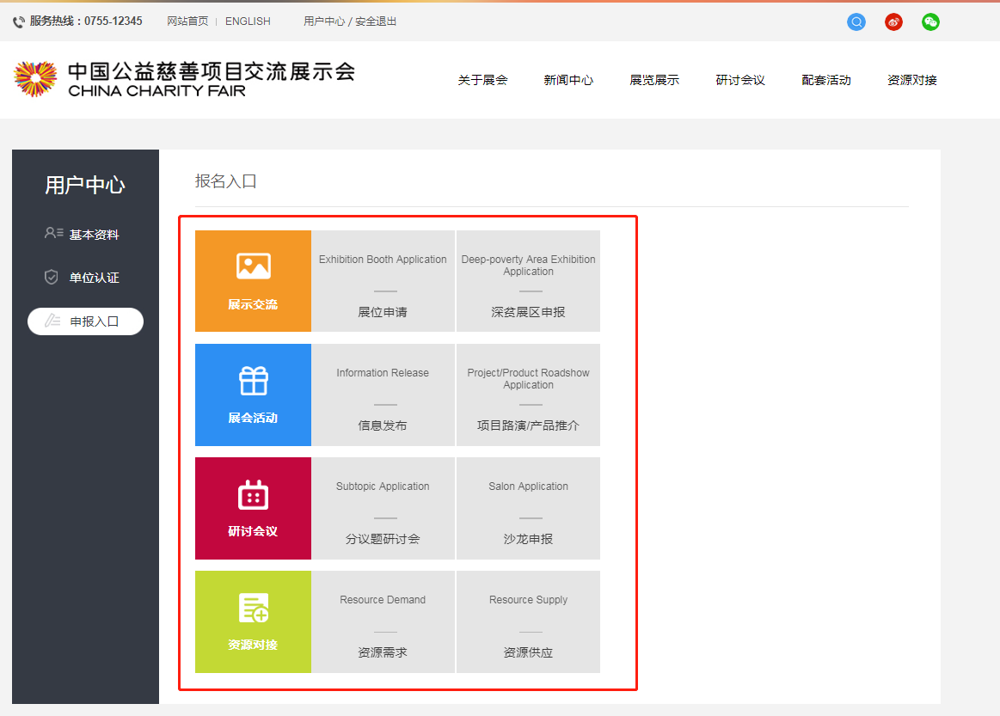 服务热线：0755-12345 网站首页 | ENGLISH 用户中心 / 安全退出
中国公益慈善项目交流展示会
CHINA CHARITY FAIR
关于展会 新闻中心 展览展示 研讨会议 配套活动 资源对接
用户中心
基本资料
单位认证
申报入口
报名入口
展示交流
Exhibition Booth Application
展位申请
Deep-poverty Area Exhibition
Application
深贫展区申报
展会活动
Information Release
信息发布
Project/Product Roadshow
Application
项目路演/产品推介
研讨会议
Subtopic Application
分议题研讨会
Salon Application
沙龙申报
资源对接
Resource Demand
资源需求
Resource Supply
资源供应